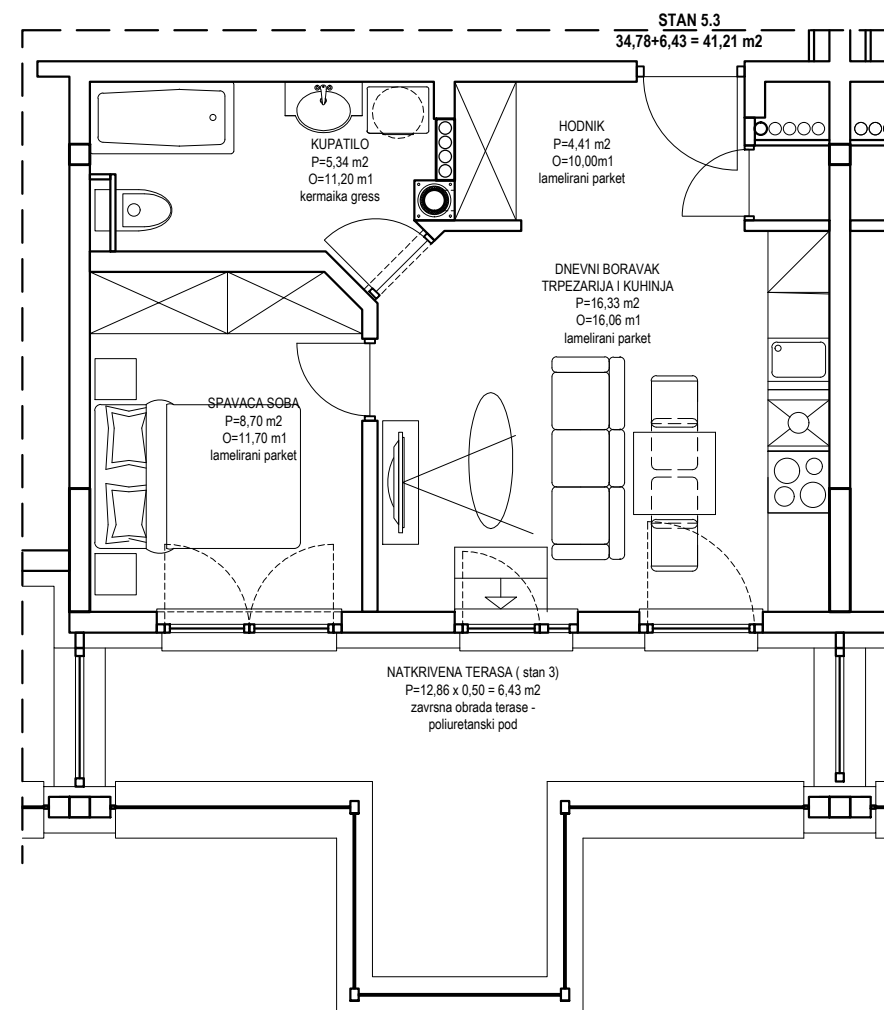 STAN 5.3
34,78+6,43 = 41,21 m2
KUPATILO
P=5,34 m2
O=11,20 m1
kermaika gress
HODNIK
P=4,41 m2
O=10,00m1
lamelirani parket
DNEVNI BORAVAK
TRPEZARIJA I KUHINJA
P=16,33 m2
O=16,06 m1
lamelirani parket
SPAVACA SOBA
P=8,70 m2
O=11,70 m1
lamelirani parket
NATKRIVENA TERASA ( stan 3)
P=12,86 x 0,50 = 6,43 m2
zavrsna obrada terase -
poliuretanski pod